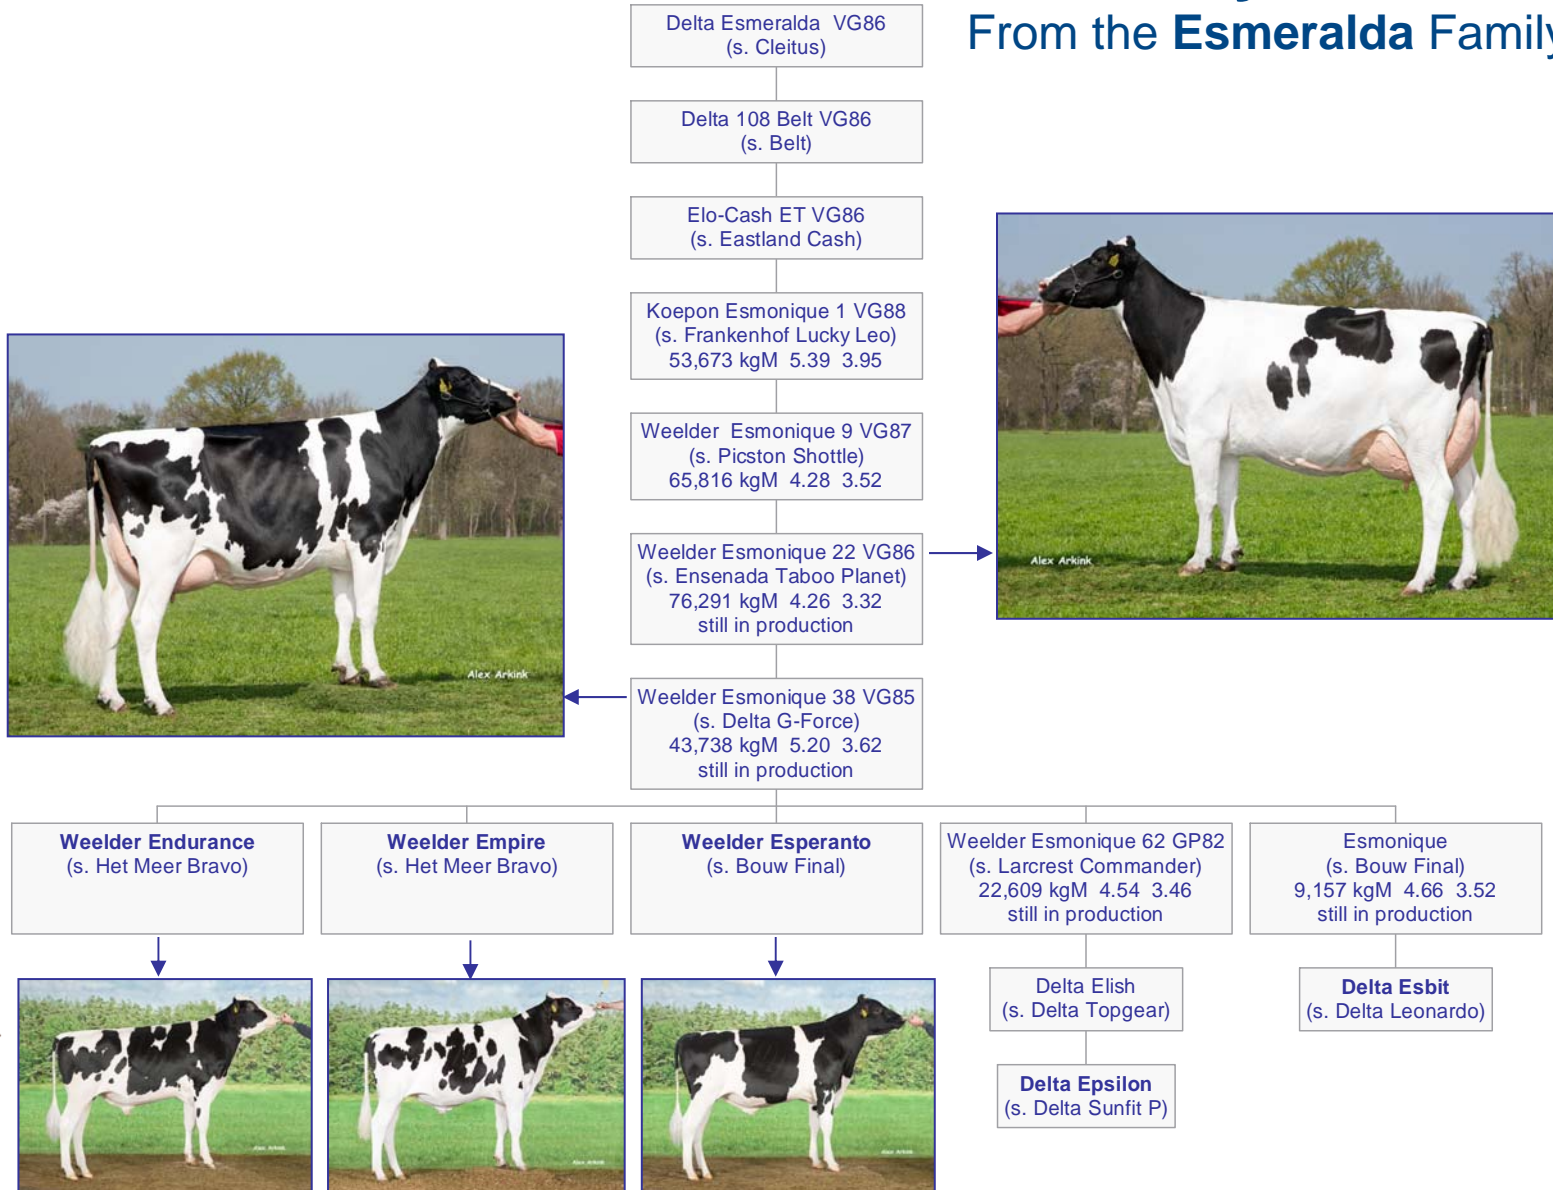 From the Esmeralda Family
Delta Esmeralda VG86
(s. Cleitus)
Delta 108 Belt VG86
(s. Belt)
Elo-Cash ET VG86
(s. Eastland Cash)
Koepon Esmonique 1 VG88
(s. Frankenhof Lucky Leo)
53,673 kgM 5.39 3.95
Weelder Esmonique 9 VG87
(s. Picston Shottle)
65,816 kgM 4.28 3.52
Weelder Esmonique 22 VG86
(s. Ensenada Taboo Planet)
76,291 kgM 4.26 3.32
still in production
Alex Arkink
Weelder Esmonique 38 VG85
(s. Delta G-Force)
43,738 kgM 5.20 3.62
still in production
Alex Arkink
Weelder Endurance
(s. Het Meer Bravo)
Weelder Empire
(s. Het Meer Bravo)
Weelder Esperanto
(s. Bouw Final)
Weelder Esmonique 62 GP82
(s. Larcrest Commander)
22,609 kgM 4.54 3.46
still in production
Esmonique
(s. Bouw Final)
9,157 kgM 4.66 3.52
still in production
Delta Elish
(s. Delta Topgear)
Delta Esbit
(s. Delta Leonardo)
Delta Epsilon
(s. Delta Sunfit P)
Alex Arkink
Alex Arkink
Alex Arkink